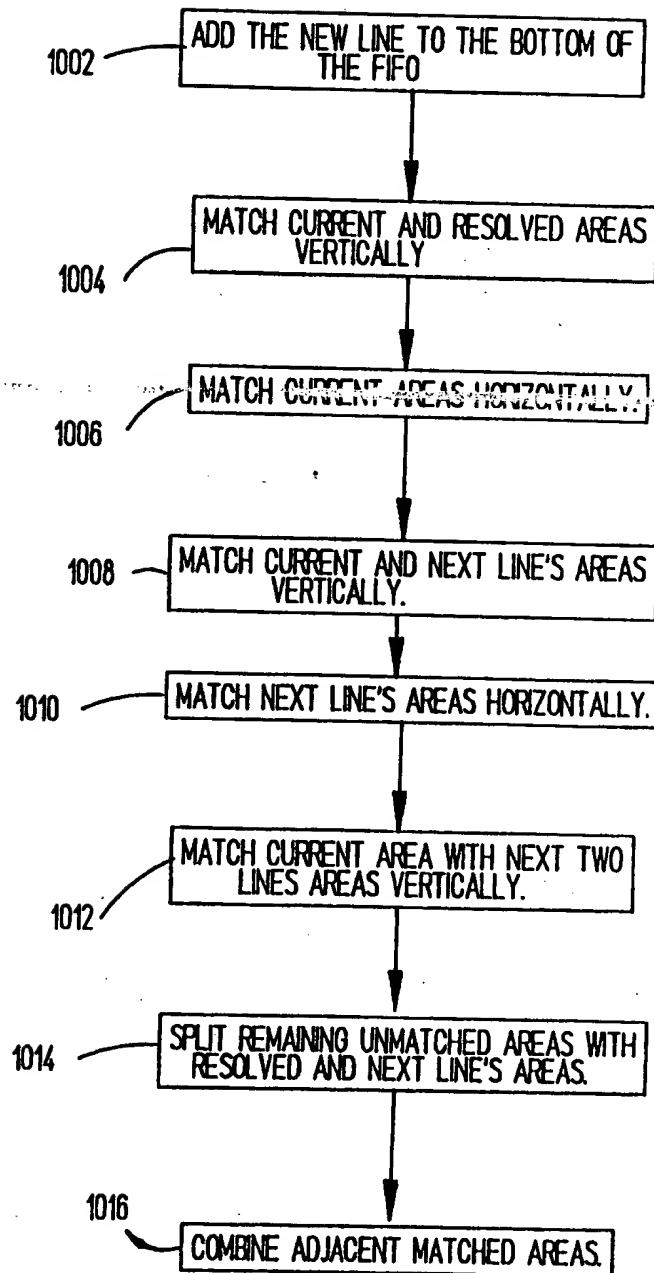 1002
ADD THE NEW LINE TO THE BOTTOM OF
THE FIFO
1004
MATCH CURRENT AND RESOLVED AREAS
VERTICALLY
1006
MATCH CURRENT AREAS HORIZONTALLY.
1008
MATCH CURRENT AND NEXT LINE'S AREAS
VERTICALLY.
1010
MATCH NEXT LINE'S AREAS HORIZONTALLY.
1012
MATCH CURRENT AREA WITH NEXT TWO
LINES AREAS VERTICALLY.
1014
SPLIT REMAINING UNMATCHED AREAS WITH
RESOLVED AND NEXT LINE'S AREAS.
1016
COMBINE ADJACENT MATCHED AREAS.